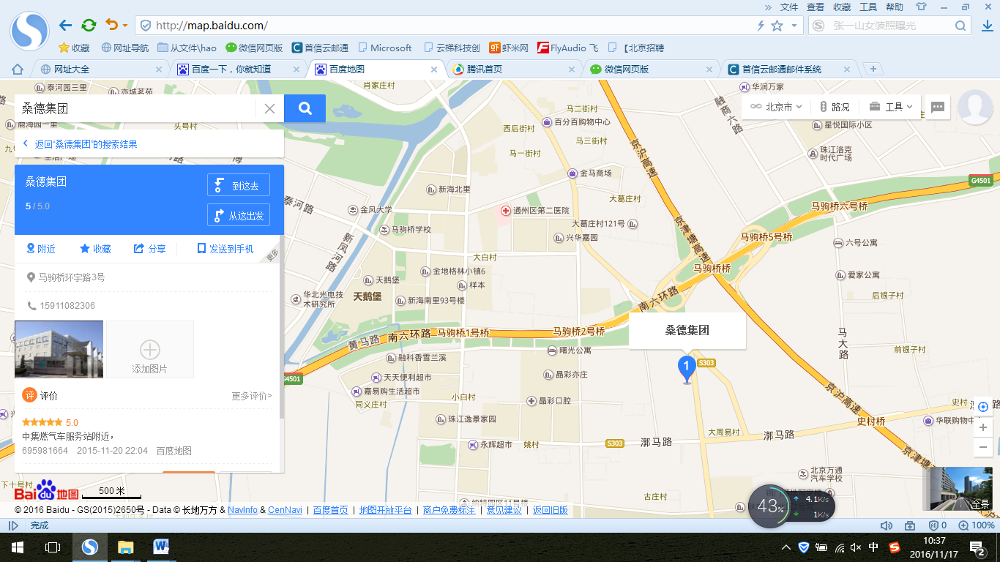 文件 查看 收藏 工具 帮助
http://map.baidu.com/
张一山女装照曝光
收藏 网址导航 从文件\hao 微信网页版 首信云邮通 Microsoft 云梯科技创 虾米网 FlyAudio 飞 【北京招聘
网址大全 百度一下，你就知道 百度地图 腾讯首页 微信网页版 首信云邮通邮件系统
桑德集团
返回"桑德集团"的搜索结果
桑德集团
到这去
5 / 5.0
从这出发
附近 收藏 分享 发送到手机
更多
马驹桥环宇路3号
15911082306
添加图片
评 评价 更多评价>
5.0
中集燃气车服务站附近，
695981664 2015-11-20 22:04 百度地图
北京市 路况 工具
泰河园三里
亦城茗苑
肖家庄村
鹿海园一里
头号村
马二街村
百分百购物中心
西后街村
马三街村
马一街村
京沪高速
融商六路
华润万家
星悦国际小区
珠江洛克
时代广场
G4501
金马商场
新海北里
大葛庄村
泰河路
金风大学
通州区第二医院
大葛庄村121号
马驹桥六号桥
马驹桥学校
兴华嘉园
京津塘高速
马驹桥5号桥
六号公寓
新凤河路
大白村
马驹桥桥
金地格林小镇6
爱家公寓
天鹅堡
样本
华北光电技
术研究所
天鹅堡
新海南里93号楼
南六环路
后银子村
桑德集团
黄马路
南六环路
马驹桥1号桥
马驹桥2号桥
马大路
前银子村
曙光公寓
融科香雪兰溪
1
S303
G4501
天天便利超市
晶彩亦庄
嘉易购生活超市
京沪高速
同义庄村
小白村
晶彩口腔
史村
史村桥
华联购物中
珠江逸景家园
大周易村
永辉超市
姚村
S303
漷马路
漷马路
京津塘
北京万通
汽车学校
下十号村
古庄村
Bai 地图
500 米
全景
43%
4.1K/s
1K/s
© 2016 Baidu - GS(2015)2650号 - Data © 长地万方 & NavInfo & CenNavi | 百度首页 | 地图开放平台 | 商户免费标注 | 意见建议 | 返回旧版
完成
0
100%
中
10:37
2016/11/17
2